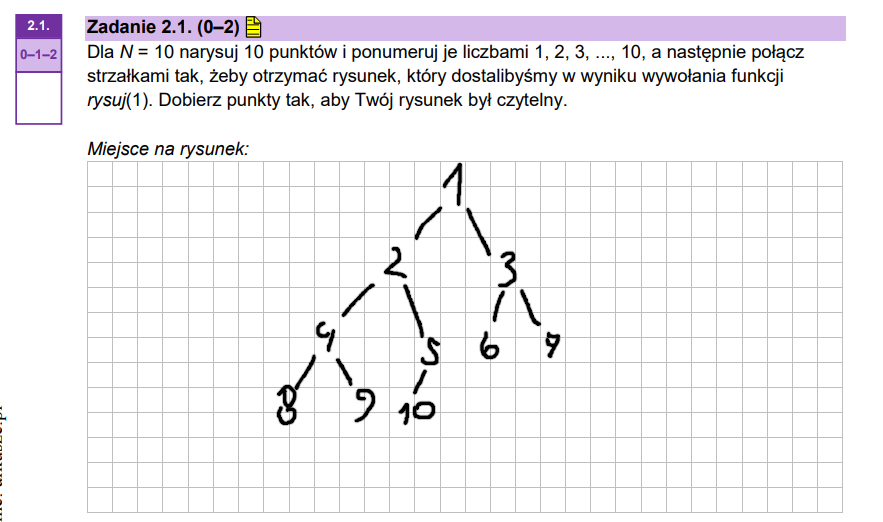 2.1.
0–1–2
Zadanie 2.1. (0–2)
Dla N = 10 narysuj 10 punktów i ponumeruj je liczbami 1, 2, 3, ..., 10, a następnie połącz
strzałkami tak, żeby otrzymać rysunek, który dostalibyśmy w wyniku wywołania funkcji
rysuj(1). Dobierz punkty tak, aby Twój rysunek był czytelny.
Miejsce na rysunek:
1
2 3
4 5 6 7
8 9 10